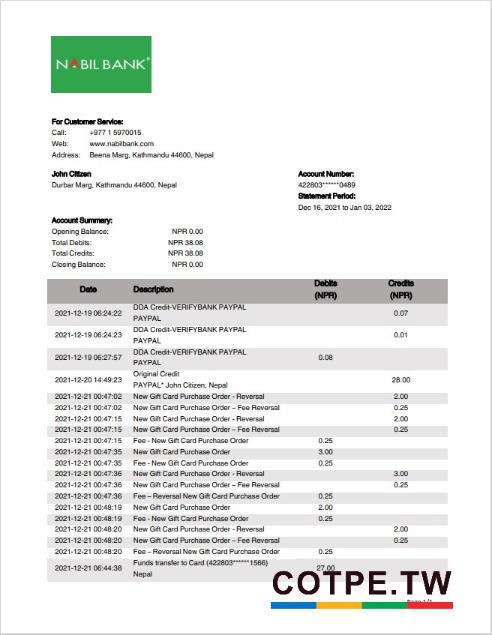 NABIL BANK®
For Customer Service:
Call: +977 1 5970015
Web: www.nabilbank.com
Address: Beena Marg, Kathmandu 44600, Nepal
John Citizen
Durbar Marg, Kathmandu 44600, Nepal
Account Number:
422803******0489
Statement Period:
Dec 16, 2021 to Jan 03, 2022
Account Summary:
Opening Balance: NPR 0.00
Total Debits: NPR 38.08
Total Credits: NPR 38.08
Closing Balance: NPR 0.00
Date Description Debits (NPR) Credits (NPR)
2021-12-19 06:24:22 DDA Credit-VERIFYBANK PAYPAL 0.07
PAYPAL
2021-12-19 06:24:23 DDA Credit-VERIFYBANK PAYPAL 0.01
PAYPAL
2021-12-19 06:27:57 DDA Credit-VERIFYBANK PAYPAL 0.08
PAYPAL
2021-12-20 14:49:23 Original Credit 28.00
PAYPAL* John Citizen, Nepal
2021-12-21 00:47:02 New Gift Card Purchase Order - Reversal 2.00
2021-12-21 00:47:02 New Gift Card Purchase Order – Fee Reversal 0.25
2021-12-21 00:47:15 New Gift Card Purchase Order - Reversal 2.00
2021-12-21 00:47:15 New Gift Card Purchase Order – Fee Reversal 0.25
2021-12-21 00:47:15 Fee - New Gift Card Purchase Order 0.25
2021-12-21 00:47:35 New Gift Card Purchase Order 3.00
2021-12-21 00:47:35 Fee - New Gift Card Purchase Order 0.25
2021-12-21 00:47:36 New Gift Card Purchase Order - Reversal 3.00
2021-12-21 00:47:36 New Gift Card Purchase Order – Fee Reversal 0.25
2021-12-21 00:47:36 Fee – Reversal New Gift Card Purchase Order 0.25
2021-12-21 00:48:19 New Gift Card Purchase Order 2.00
2021-12-21 00:48:19 Fee - New Gift Card Purchase Order 0.25
2021-12-21 00:48:20 New Gift Card Purchase Order - Reversal 2.00
2021-12-21 00:48:20 New Gift Card Purchase Order – Fee Reversal 0.25
2021-12-21 00:48:20 Fee – Reversal New Gift Card Purchase Order 0.25
2021-12-21 06:44:38 Funds transfer to Card (422803******1566) 27.00
Nepal
COTPE.TW